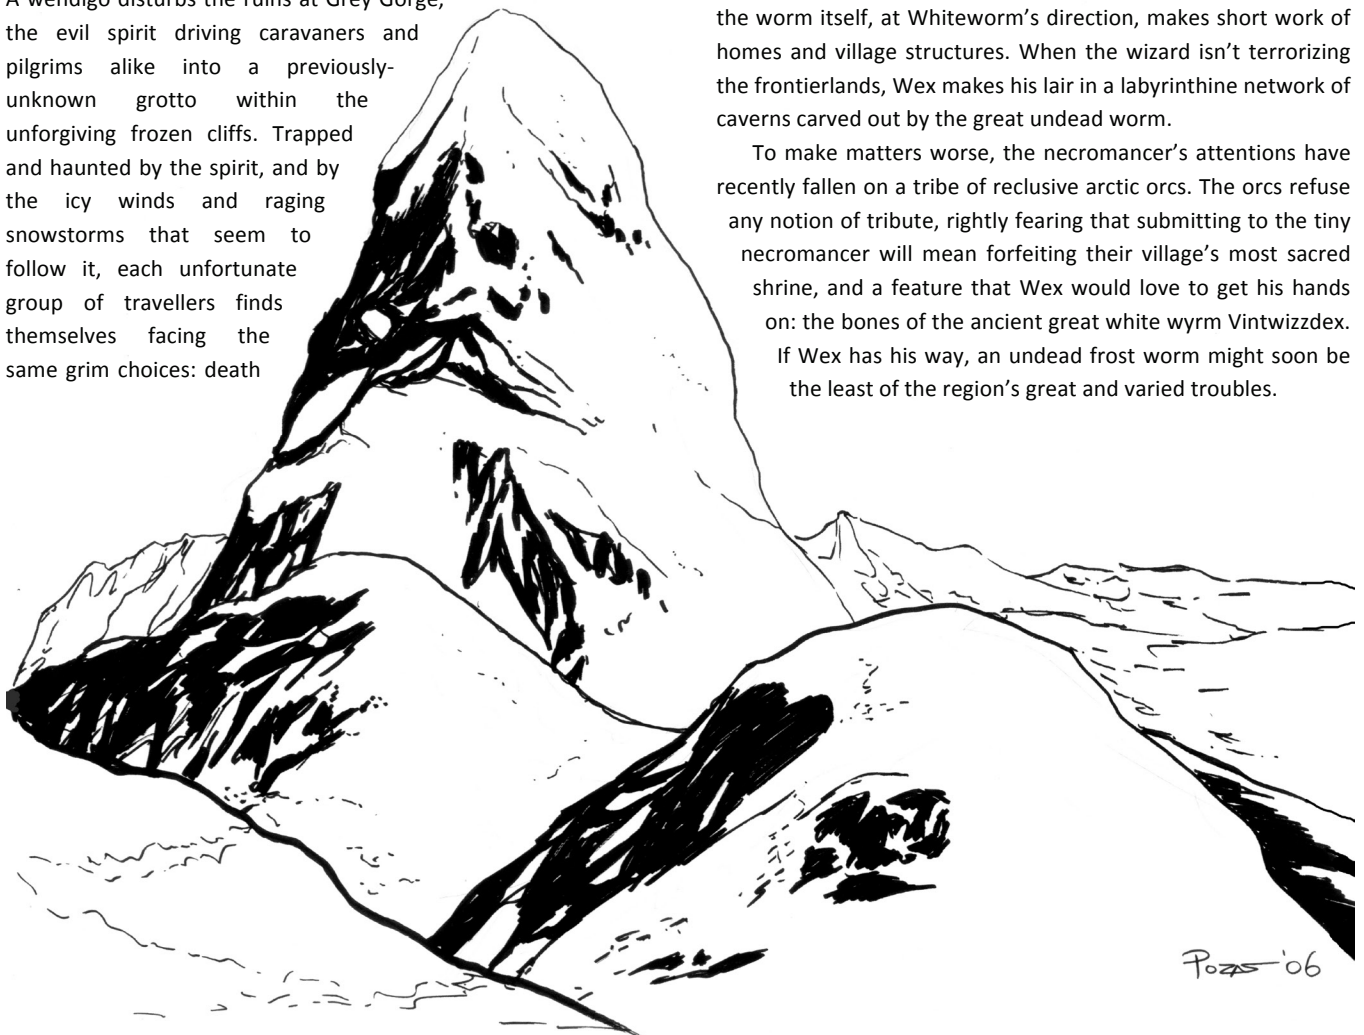 A wendigo disturbs the ruins at Grey Gorge,
the evil spirit driving caravaners and
pilgrims alike into a previously-
unknown grotto within the
unforgiving frozen cliffs. Trapped
and haunted by the spirit, and by
the icy winds and raging
snowstorms that seem to
follow it, each unfortunate
group of travellers finds
themselves facing the
same grim choices: death
the worm itself, at Whiteworm’s direction, makes short work of
homes and village structures. When the wizard isn’t terrorizing
the frontierlands, Wex makes his lair in a labyrinthine network of
caverns carved out by the great undead worm.
To make matters worse, the necromancer’s attentions have
recently fallen on a tribe of reclusive arctic orcs. The orcs refuse
any notion of tribute, rightly fearing that submitting to the tiny
necromancer will mean forfeiting their village’s most sacred
shrine, and a feature that Wex would love to get his hands
on: the bones of the ancient great white wyrm Vintwizzdex.
If Wex has his way, an undead frost worm might soon be
the least of the region’s great and varied troubles.
Pozas '06